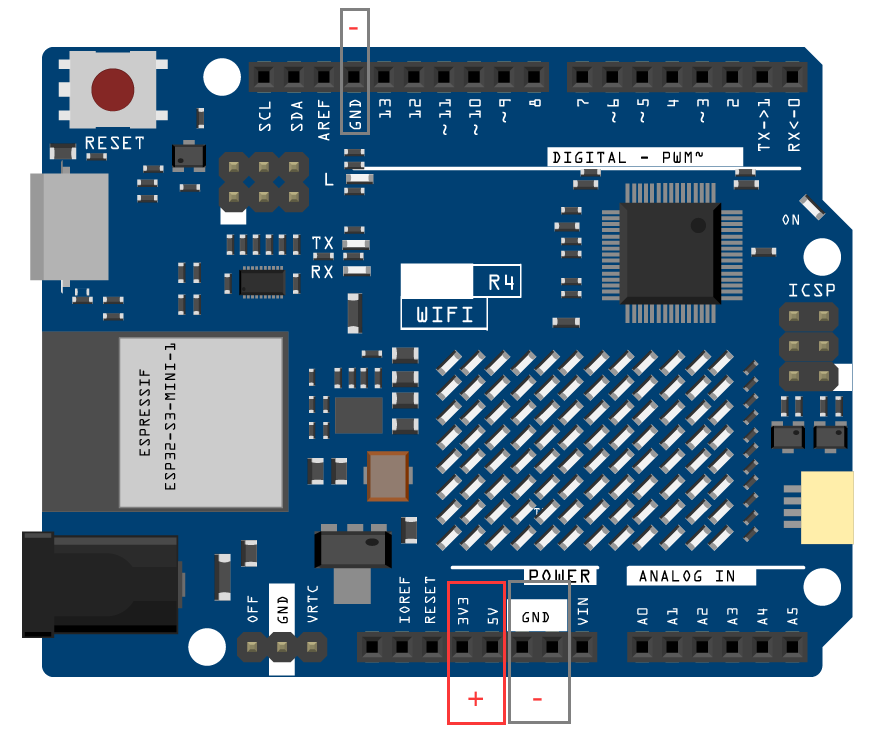 -
SCL
SDA
AREF
GND
13
12
~11
~10
~9
8
7
~6
~5
4
~3
2
TX->1
RX<-0
RESET
DIGITAL - PWM~
L
ON
TX
RX
R4
WIFI
ICSP
ESPRESSIF
ESP32-S3-MINI-1
T
POWER
ANALOG IN
OFF
GND
VRTC
IOREF
RESET
3V3
5V
GND
VIN
A0
A1
A2
A3
A4
A5
+
-